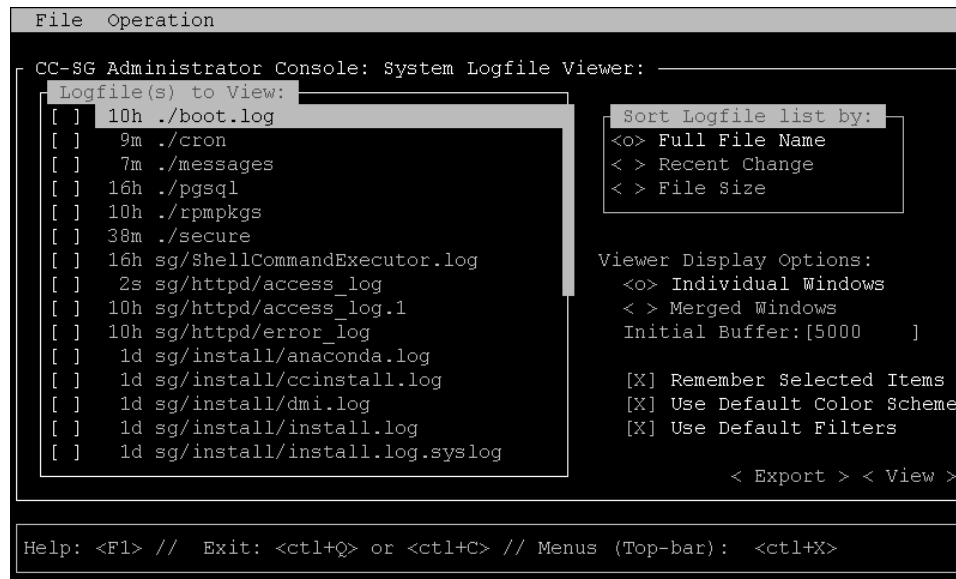 File Operation
CC-SG Administrator Console: System Logfile Viewer:
Logfile(s) to View:
[ ] 10h ./boot.log
[ ] 9m ./cron
[ ] 7m ./messages
[ ] 16h ./pgsql
[ ] 10h ./rpmpkgs
[ ] 38m ./secure
[ ] 16h sg/ShellCommandExecutor.log
[ ] 2s sg/httpd/access_log
[ ] 10h sg/httpd/access_log.1
[ ] 10h sg/httpd/error_log
[ ] 1d sg/install/anaconda.log
[ ] 1d sg/install/ccinstall.log
[ ] 1d sg/install/dmi.log
[ ] 1d sg/install/install.log
[ ] 1d sg/install/install.log.syslog
Sort Logfile list by:
<o> Full File Name
< > Recent Change
< > File Size
Viewer Display Options:
<o> Individual Windows
< > Merged Windows
Initial Buffer:[5000 ]
[X] Remember Selected Items
[X] Use Default Color Scheme
[X] Use Default Filters
< Export > < View >
Help: <F1> // Exit: <ctl+Q> or <ctl+C> // Menus (Top-bar): <ctl+X>